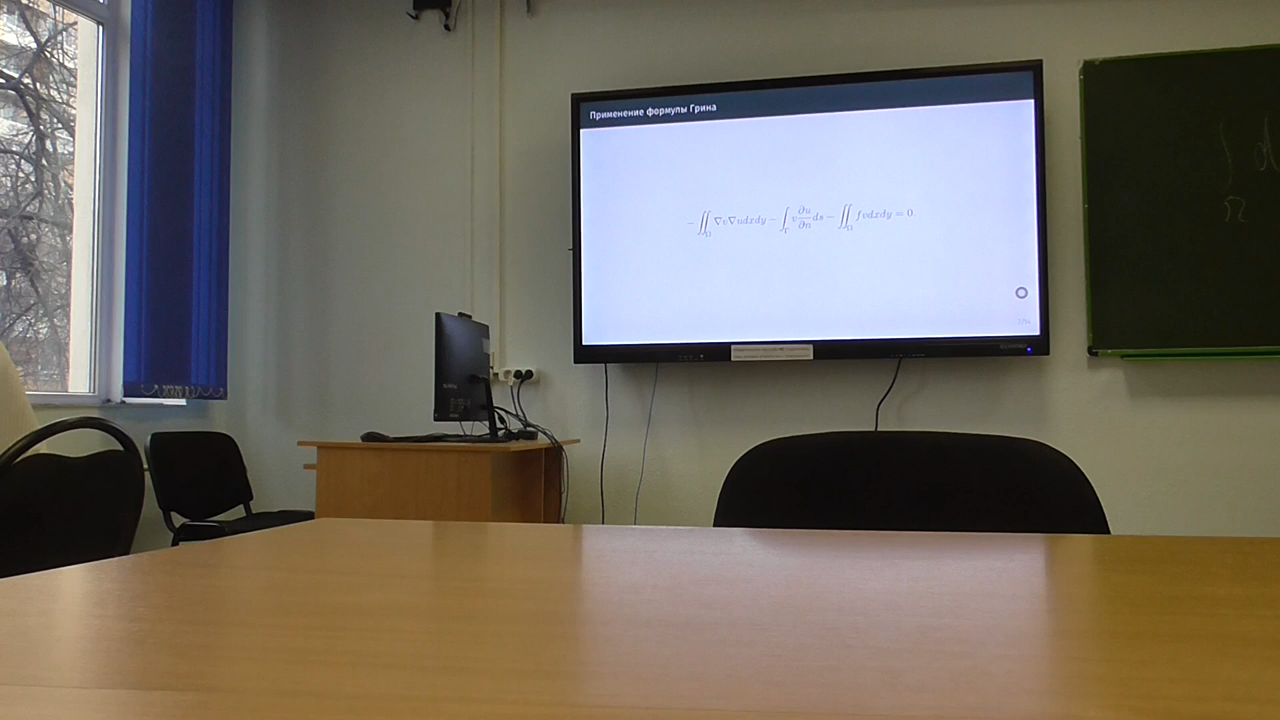 Применение формулы Грина
− ∬_Ω ∇v∇udxdy − ∫_Γ v ∂u/∂n ds − ∬_Ω fvdxdy = 0
∫ d
Ω